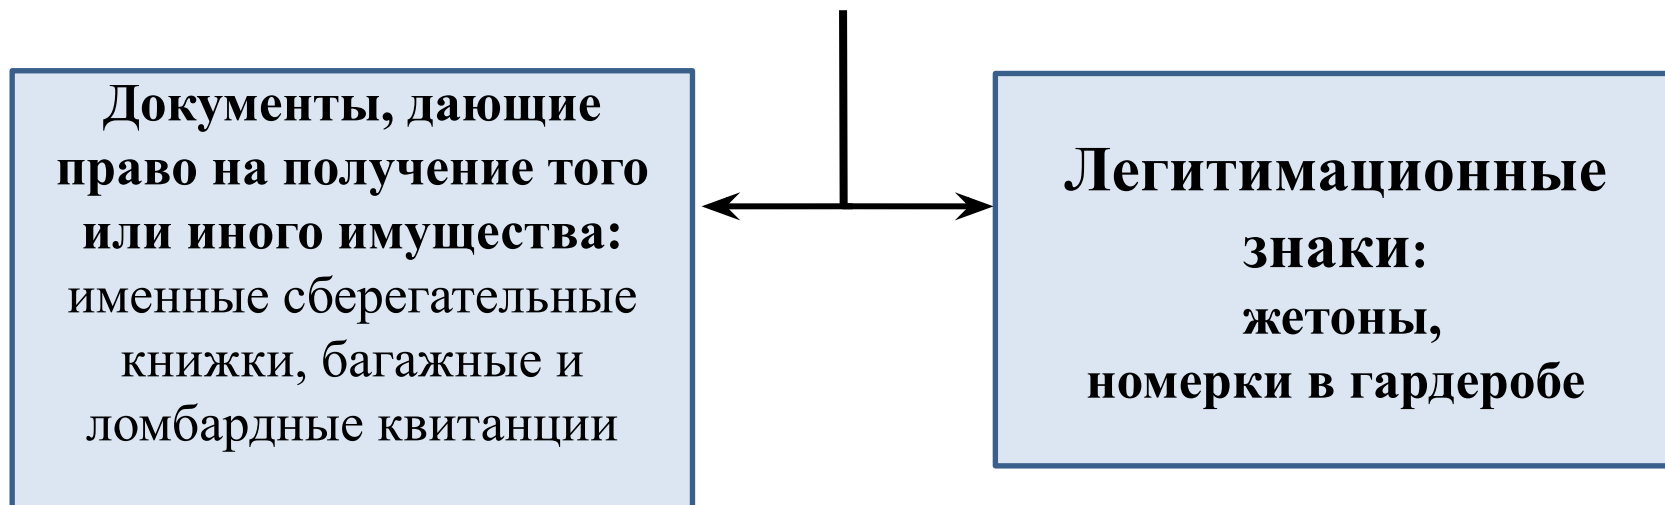 Документы, дающие
право на получение того
или иного имущества:
именные сберегательные
книжки, багажные и
ломбардные квитанции
Легитимационные
знаки:
жетоны,
номерки в гардеробе